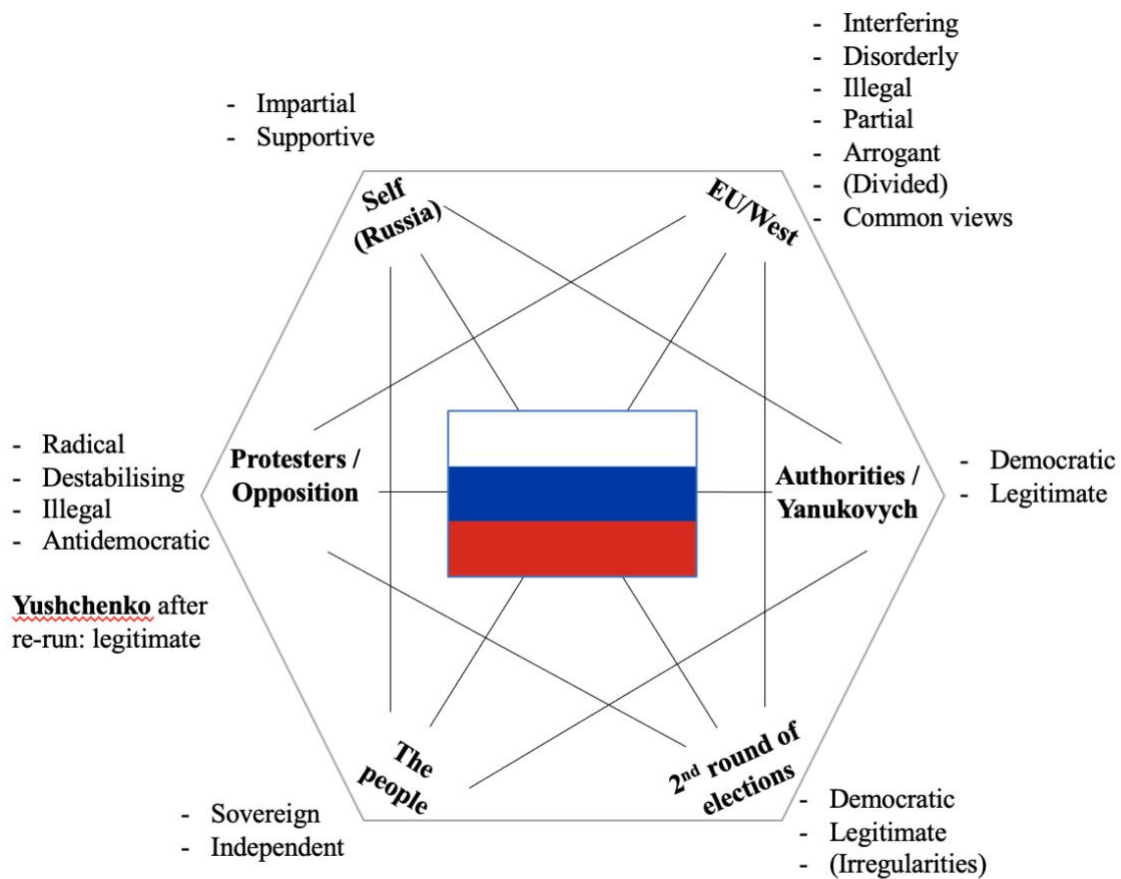 - Interfering
- Disorderly
- Illegal
- Partial
- Arrogant
- (Divided)
- Common views
- Impartial
- Supportive
Self
(Russia)
EU/West
- Radical
- Destabilising
- Illegal
- Antidemocratic
Yushchenko after
re-run: legitimate
Protesters /
Opposition
Authorities /
Yanukovych
- Democratic
- Legitimate
The
people
2nd round of
elections
- Sovereign
- Independent
- Democratic
- Legitimate
- (Irregularities)